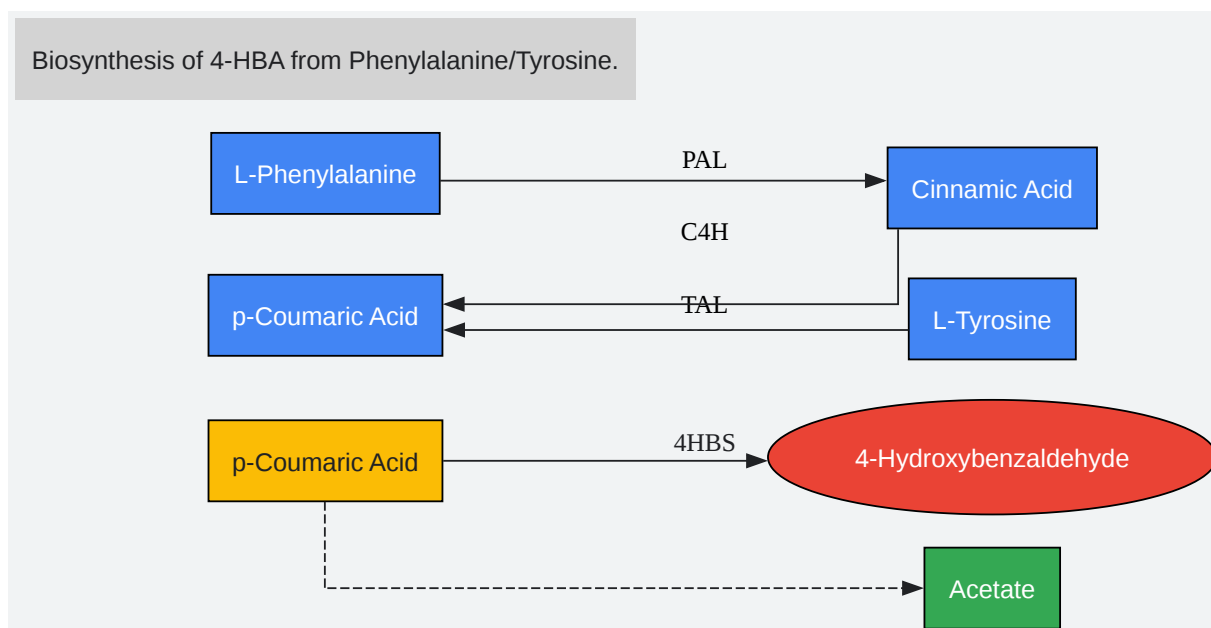 Biosynthesis of 4-HBA from Phenylalanine/Tyrosine.
L-Phenylalanine
PAL
Cinnamic Acid
C4H
p-Coumaric Acid
TAL
L-Tyrosine
p-Coumaric Acid
4HBS
4-Hydroxybenzaldehyde
Acetate